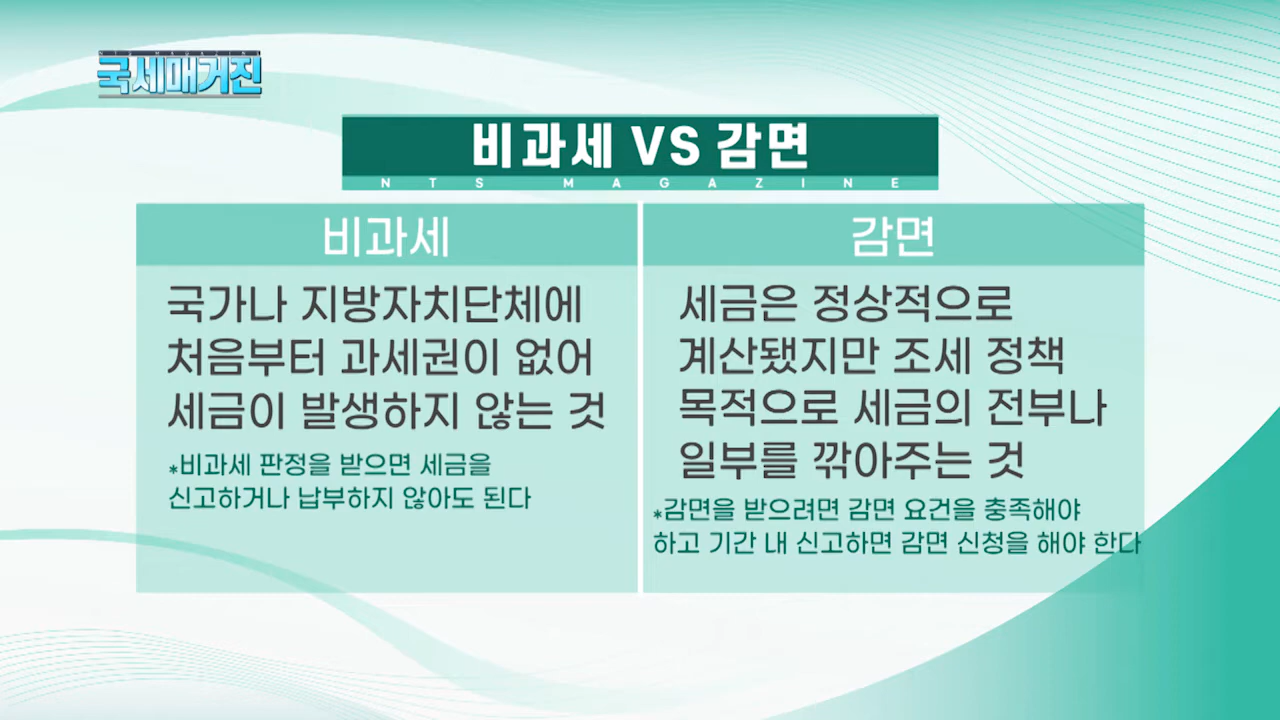 NTS MAGAZINE
국세매거진
비과세 VS 감면
NTS MAGAZINE
비과세
국가나 지방자치단체에
처음부터 과세권이 없어
세금이 발생하지 않는 것
*비과세 판정을 받으면 세금을
신고하거나 납부하지 않아도 된다
감면
세금은 정상적으로
계산됐지만 조세 정책
목적으로 세금의 전부나
일부를 깎아주는 것
*감면을 받으려면 감면 요건을 충족해야
하고 기간 내 신고하면 감면 신청을 해야 한다